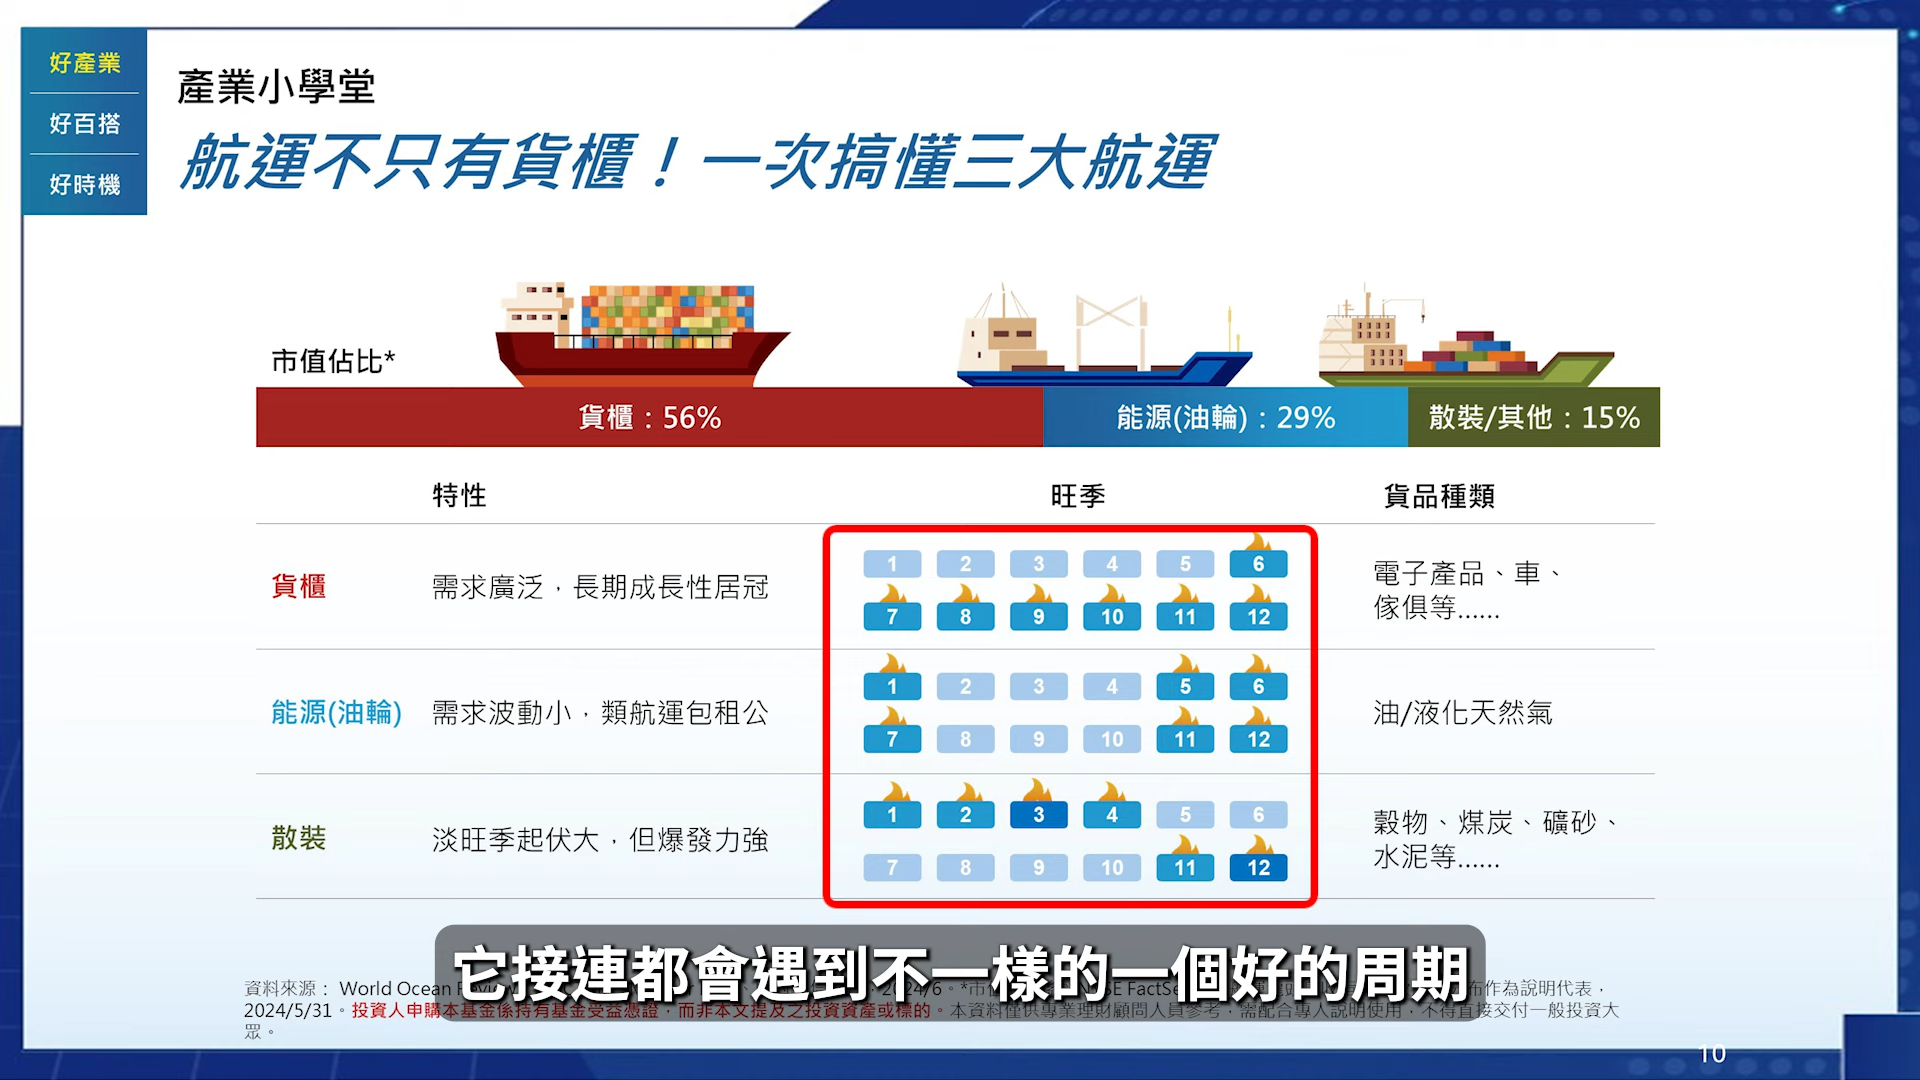 好產業
好百搭
好時機
產業小學堂
航運不只有貨櫃！一次搞懂三大航運
市值佔比*
貨櫃：56%
能源(油輪)：29%
散裝/其他：15%
特性
旺季
貨品種類
貨櫃
需求廣泛，長期成長性居冠
1 2 3 4 5 6
7 8 9 10 11 12
電子產品、車、
傢俱等......
能源(油輪)
需求波動小，類航運包租公
1 2 3 4 5 6
7 8 9 10 11 12
油/液化天然氣
散裝
淡旺季起伏大，但爆發力強
1 2 3 4 5 6
7 8 9 10 11 12
穀物、煤炭、礦砂、
水泥等......
它接連都會遇到不一樣的一個好的周期
資料來源： World Ocean Review 2024/6。*市值 FactSe 布作為說明代表，
2024/5/31。投資人申購本基金係持有基金受益憑證，而非本文提及之投資資產或標的。本資料僅供專業理財顧問人員參考，需配合專人說明使用，不得直接交付一般投資大
眾。
10